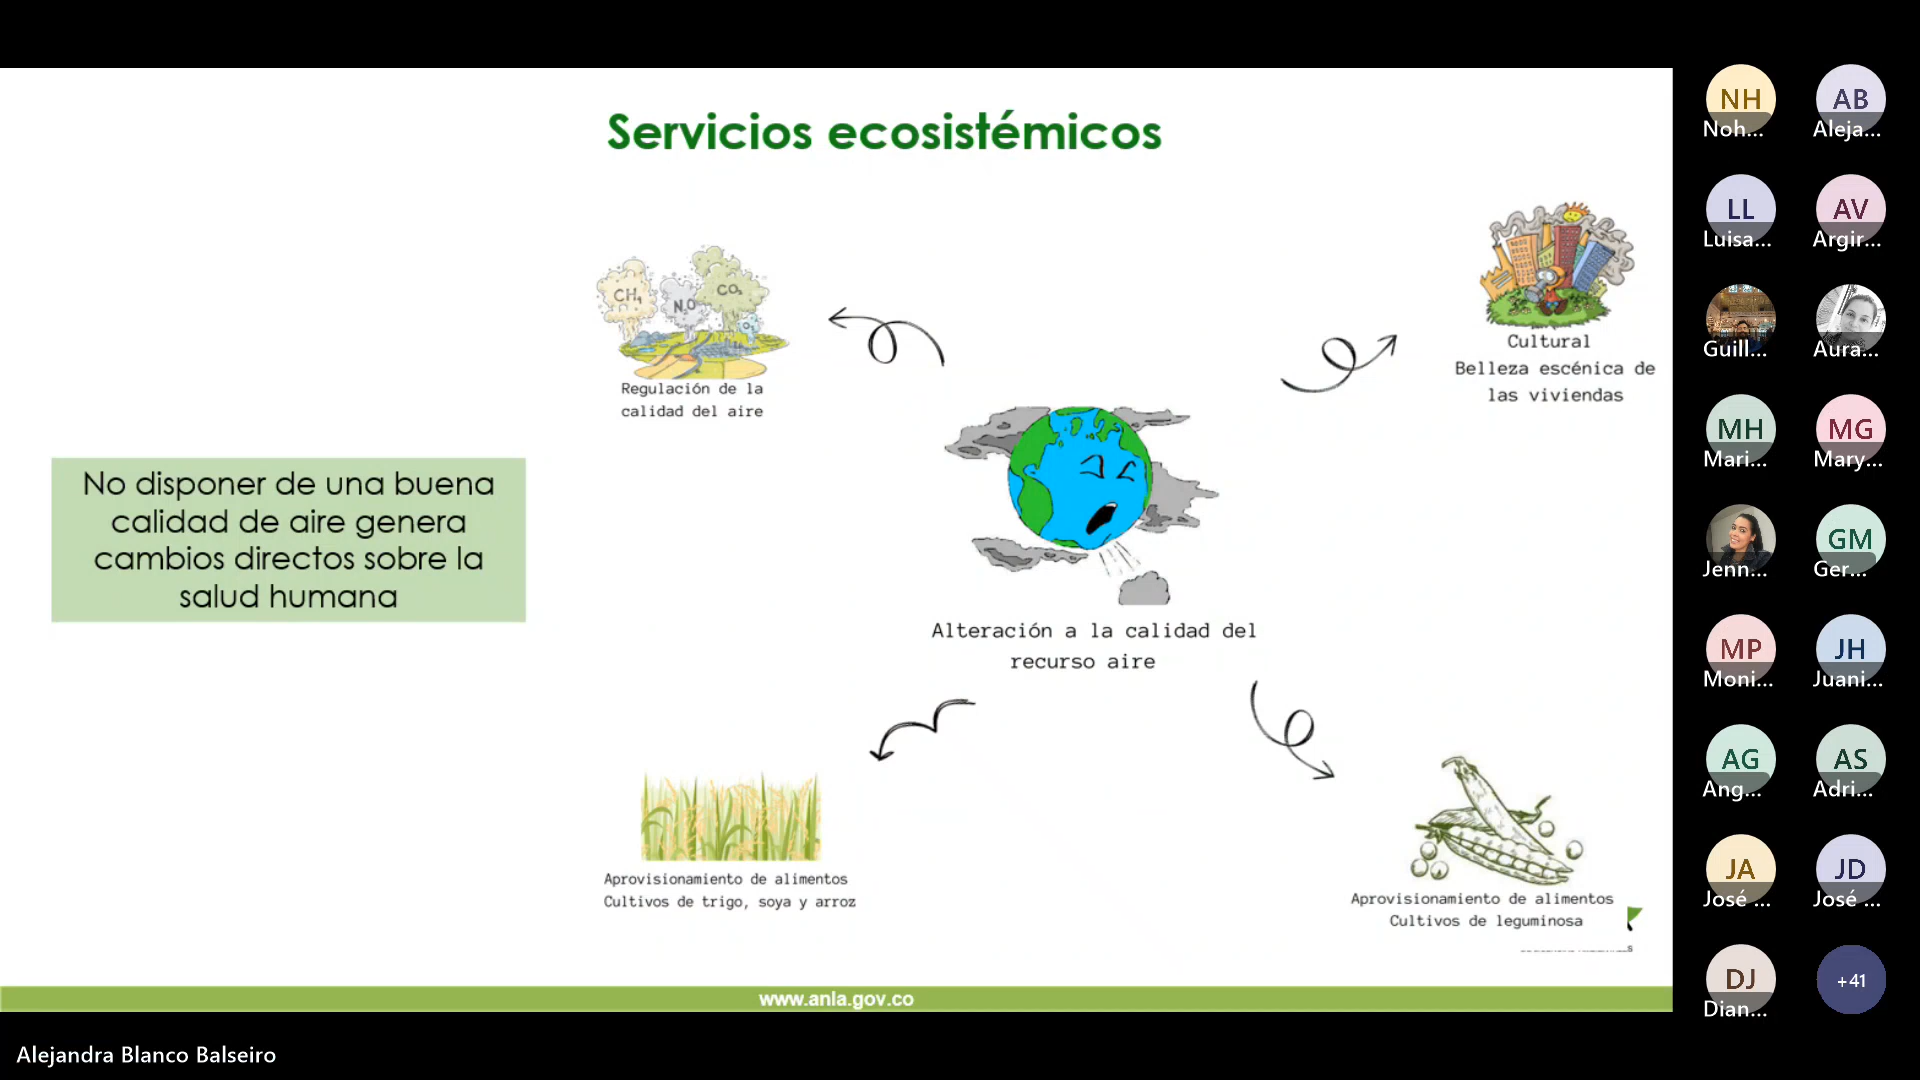 Servicios ecosistémicos
CH₄
N₂O
CO₂
O₃
Regulación de la
calidad del aire
Cultural
Belleza escénica de
las viviendas
No disponer de una buena
calidad de aire genera
cambios directos sobre la
salud humana
Alteración a la calidad del
recurso aire
Aprovisionamiento de alimentos
Cultivos de trigo, soya y arroz
Aprovisionamiento de alimentos
Cultivos de leguminosa
www.anla.gov.co
Alejandra Blanco Balseiro
NH
Noh...
AB
Aleja...
LL
Luisa...
AV
Argir...
Guill...
Aura...
MH
Mari...
MG
Mary...
Jenn...
GM
Ger...
MP
Moni...
JH
Juani...
AG
Ang...
AS
Adri...
JA
José ...
JD
José ...
DJ
Dian...
+41